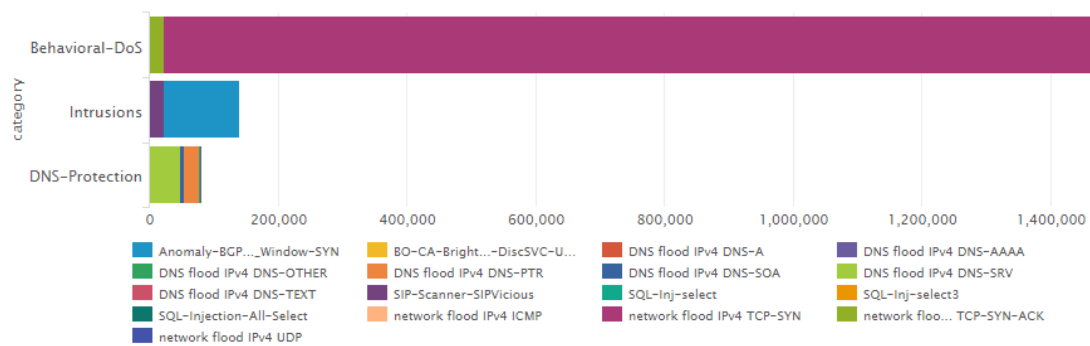 Behavioral-DoS
Intrusions
DNS-Protection
category
0 200,000 400,000 600,000 800,000 1,000,000 1,200,000 1,400,000
Anomaly-BGP..._Window-SYN BO-CA-Bright...-DiscSVC-U... DNS flood IPv4 DNS-A DNS flood IPv4 DNS-AAAA
DNS flood IPv4 DNS-OTHER DNS flood IPv4 DNS-PTR DNS flood IPv4 DNS-SOA DNS flood IPv4 DNS-SRV
DNS flood IPv4 DNS-TEXT SIP-Scanner-SIPVicious SQL-Inj-select SQL-Inj-select3
SQL-Injection-All-Select network flood IPv4 ICMP network flood IPv4 TCP-SYN network floo... TCP-SYN-ACK
network flood IPv4 UDP